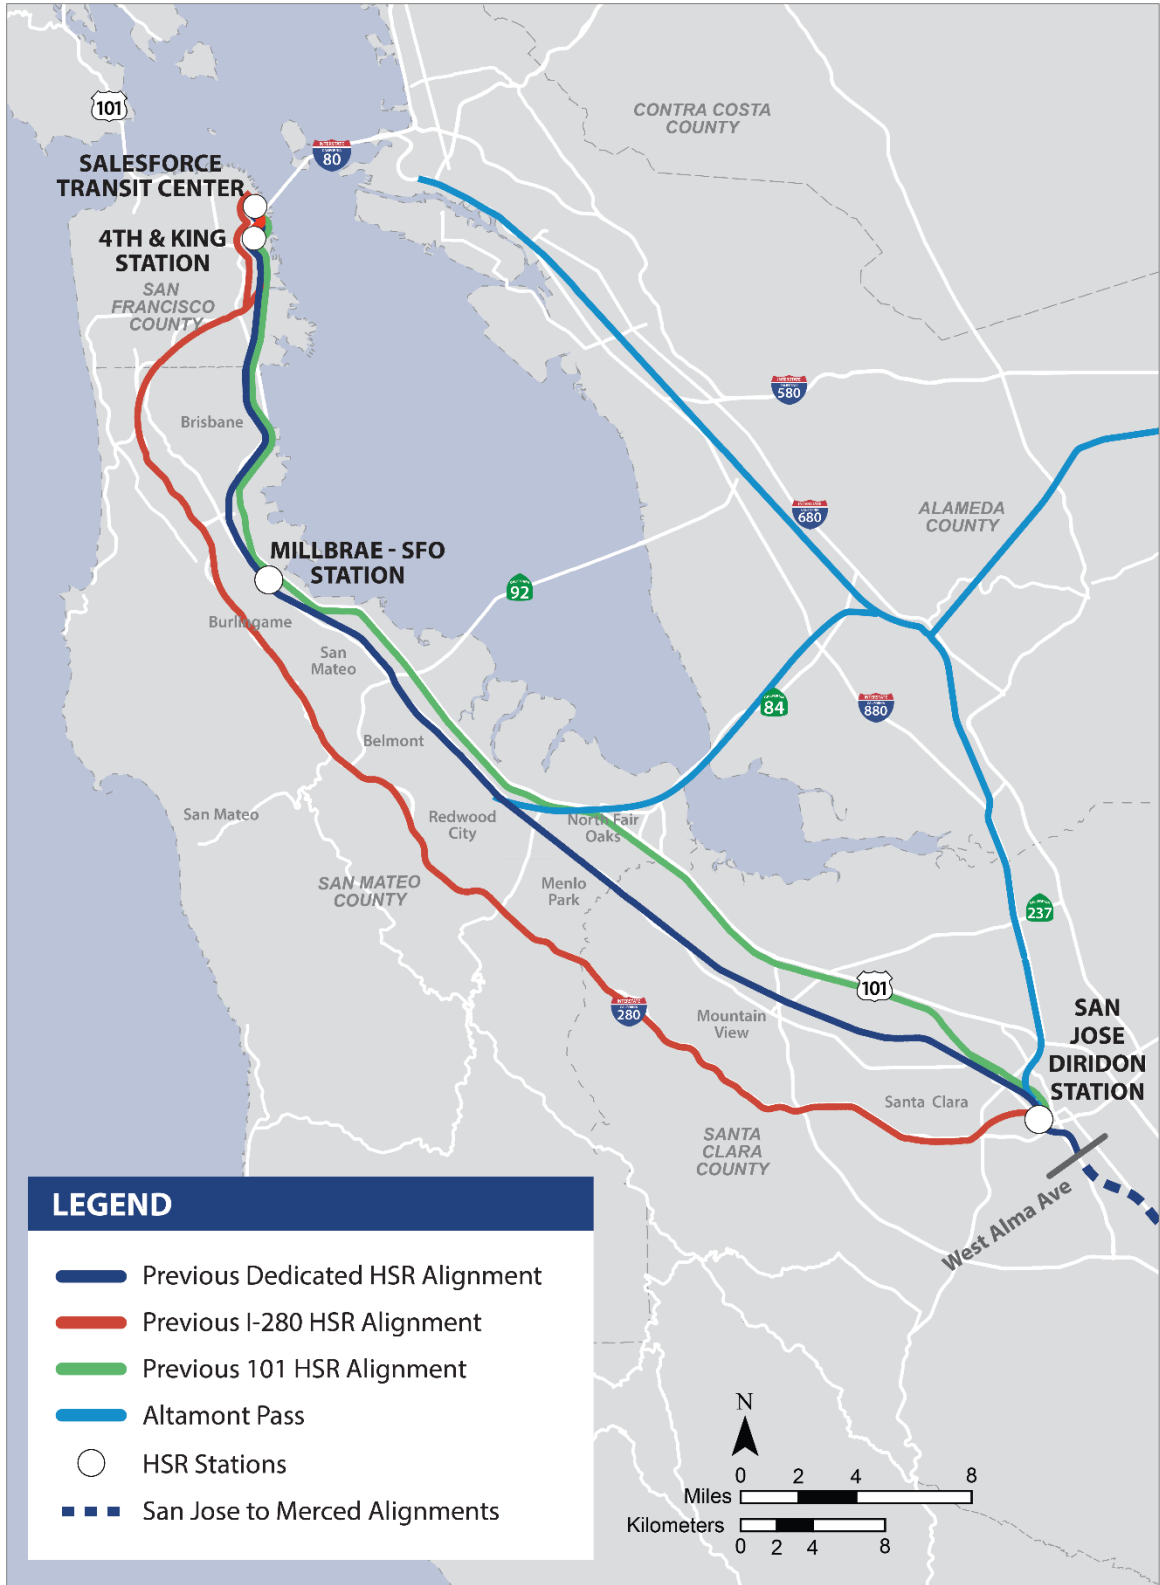 101
CONTRA COSTA
COUNTY
80
SALESFORCE
TRANSIT CENTER
4TH & KING
STATION
SAN
FRANCISCO
COUNTY
580
Brisbane
680
ALAMEDA
COUNTY
MILLBRAE - SFO
STATION
92
Burlingame
San
Mateo
84
880
Belmont
San Mateo
Redwood
City
North Fair
Oaks
SAN MATEO
COUNTY
Menlo
Park
237
101
280
Mountain
View
SAN
JOSE
DIRIDON
STATION
Santa Clara
SANTA
CLARA
COUNTY
West Alma Ave
LEGEND
Previous Dedicated HSR Alignment
Previous I-280 HSR Alignment
Previous 101 HSR Alignment
Altamont Pass
HSR Stations
San Jose to Merced Alignments
N
0 2 4 8
Miles
Kilometers
0 2 4 8